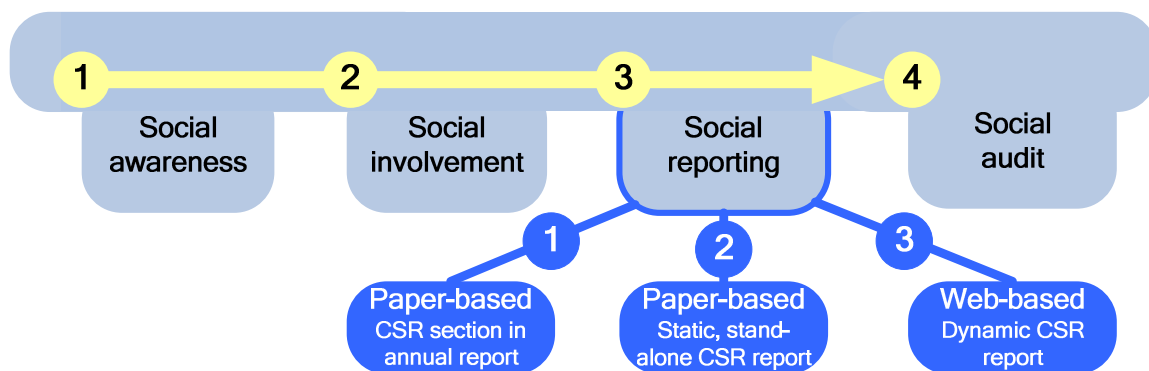 1
2
3
4
Social
awareness
Social
involvement
Social
reporting
Social
audit
1
2
3
Paper-based
CSR section in
annual report
Paper-based
Static, stand-
alone CSR report
Web-based
Dynamic CSR
report